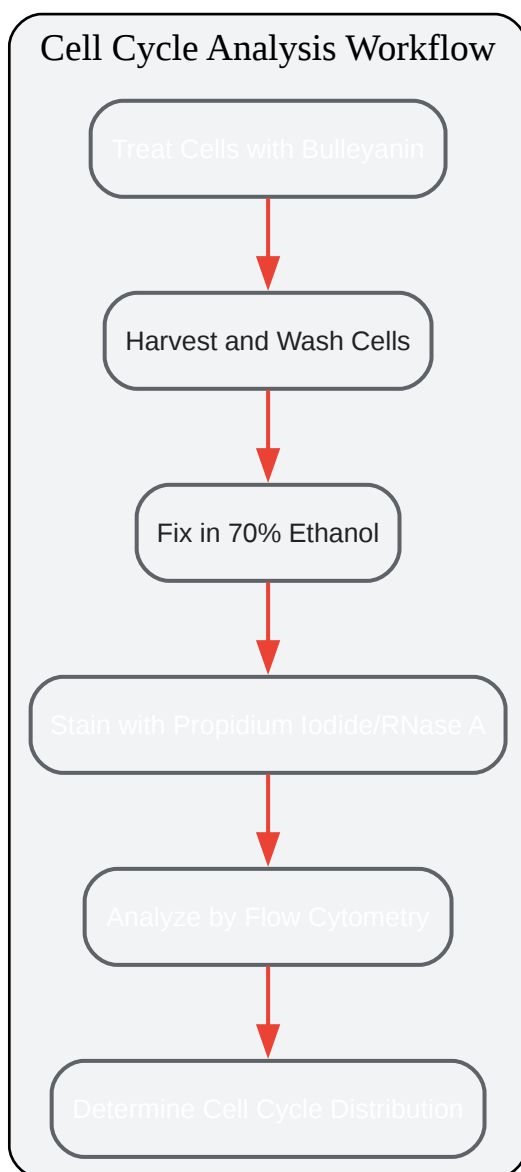 Cell Cycle Analysis Workflow
Treat Cells with Bulleyanin
Harvest and Wash Cells
Fix in 70% Ethanol
Stain with Propidium Iodide/RNase A
Analyze by Flow Cytometry
Determine Cell Cycle Distribution